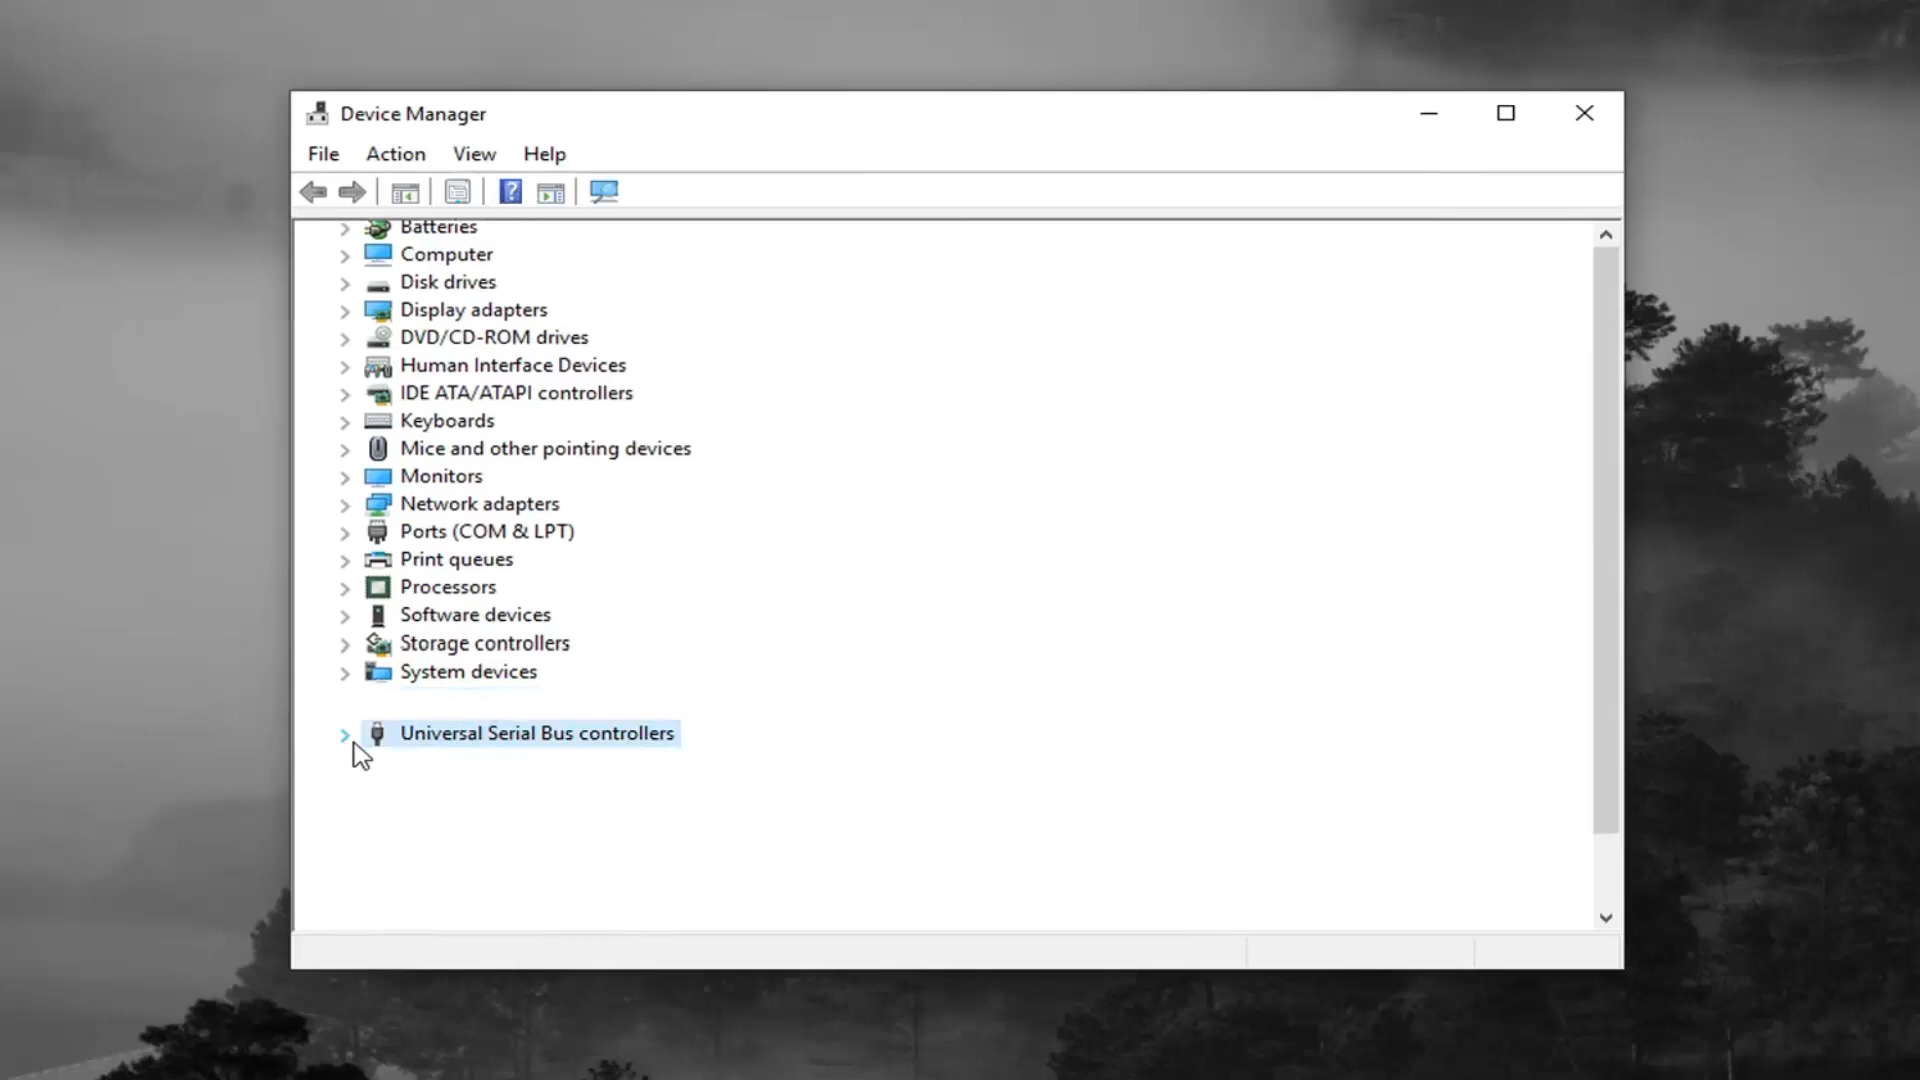 Device Manager
File Action View Help
Batteries
Computer
Disk drives
Display adapters
DVD/CD-ROM drives
Human Interface Devices
IDE ATA/ATAPI controllers
Keyboards
Mice and other pointing devices
Monitors
Network adapters
Ports (COM & LPT)
Print queues
Processors
Software devices
Storage controllers
System devices
Universal Serial Bus controllers